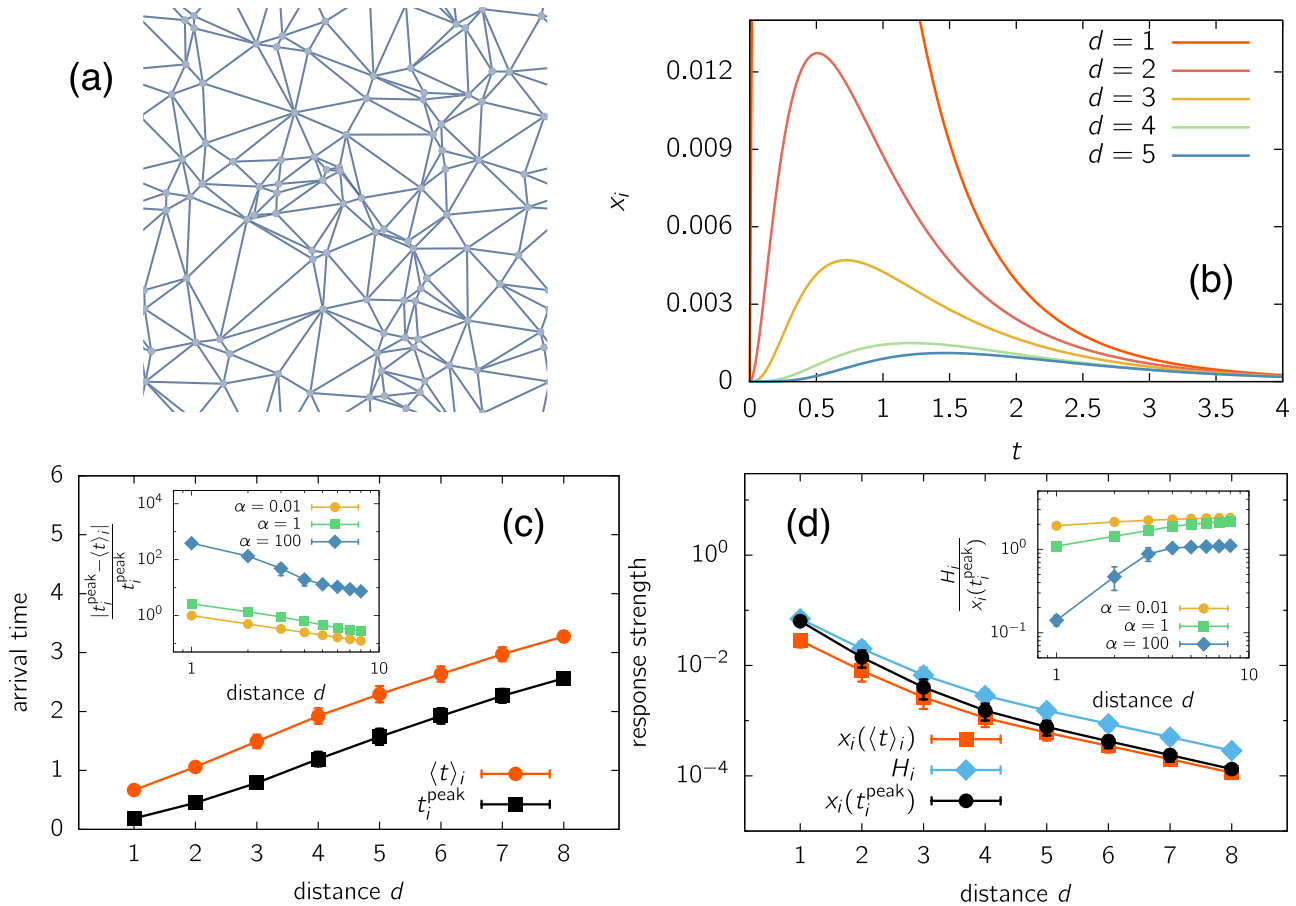 (a)
(b)
d = 1
d = 2
d = 3
d = 4
d = 5
0.012
0.009
0.006
0.003
0
x_i
0 0.5 1 1.5 2 2.5 3 3.5 4
t
(c)
6
5
4
3
2
1
0
arrival time
1 2 3 4 5 6 7 8
distance d
⟨t⟩_i
t_i^peak
α = 0.01
α = 1
α = 100
10^4
10^2
10^0
|t_i^peak − ⟨t⟩_i|
t_i^peak
1 10
distance d
(d)
10^0
10^−2
10^−4
response strength
1 2 3 4 5 6 7 8
distance d
x_i(⟨t⟩_i)
H_i
x_i(t_i^peak)
H_i
x_i(t_i^peak)
10^0
10^−1
α = 0.01
α = 1
α = 100
1 10
distance d